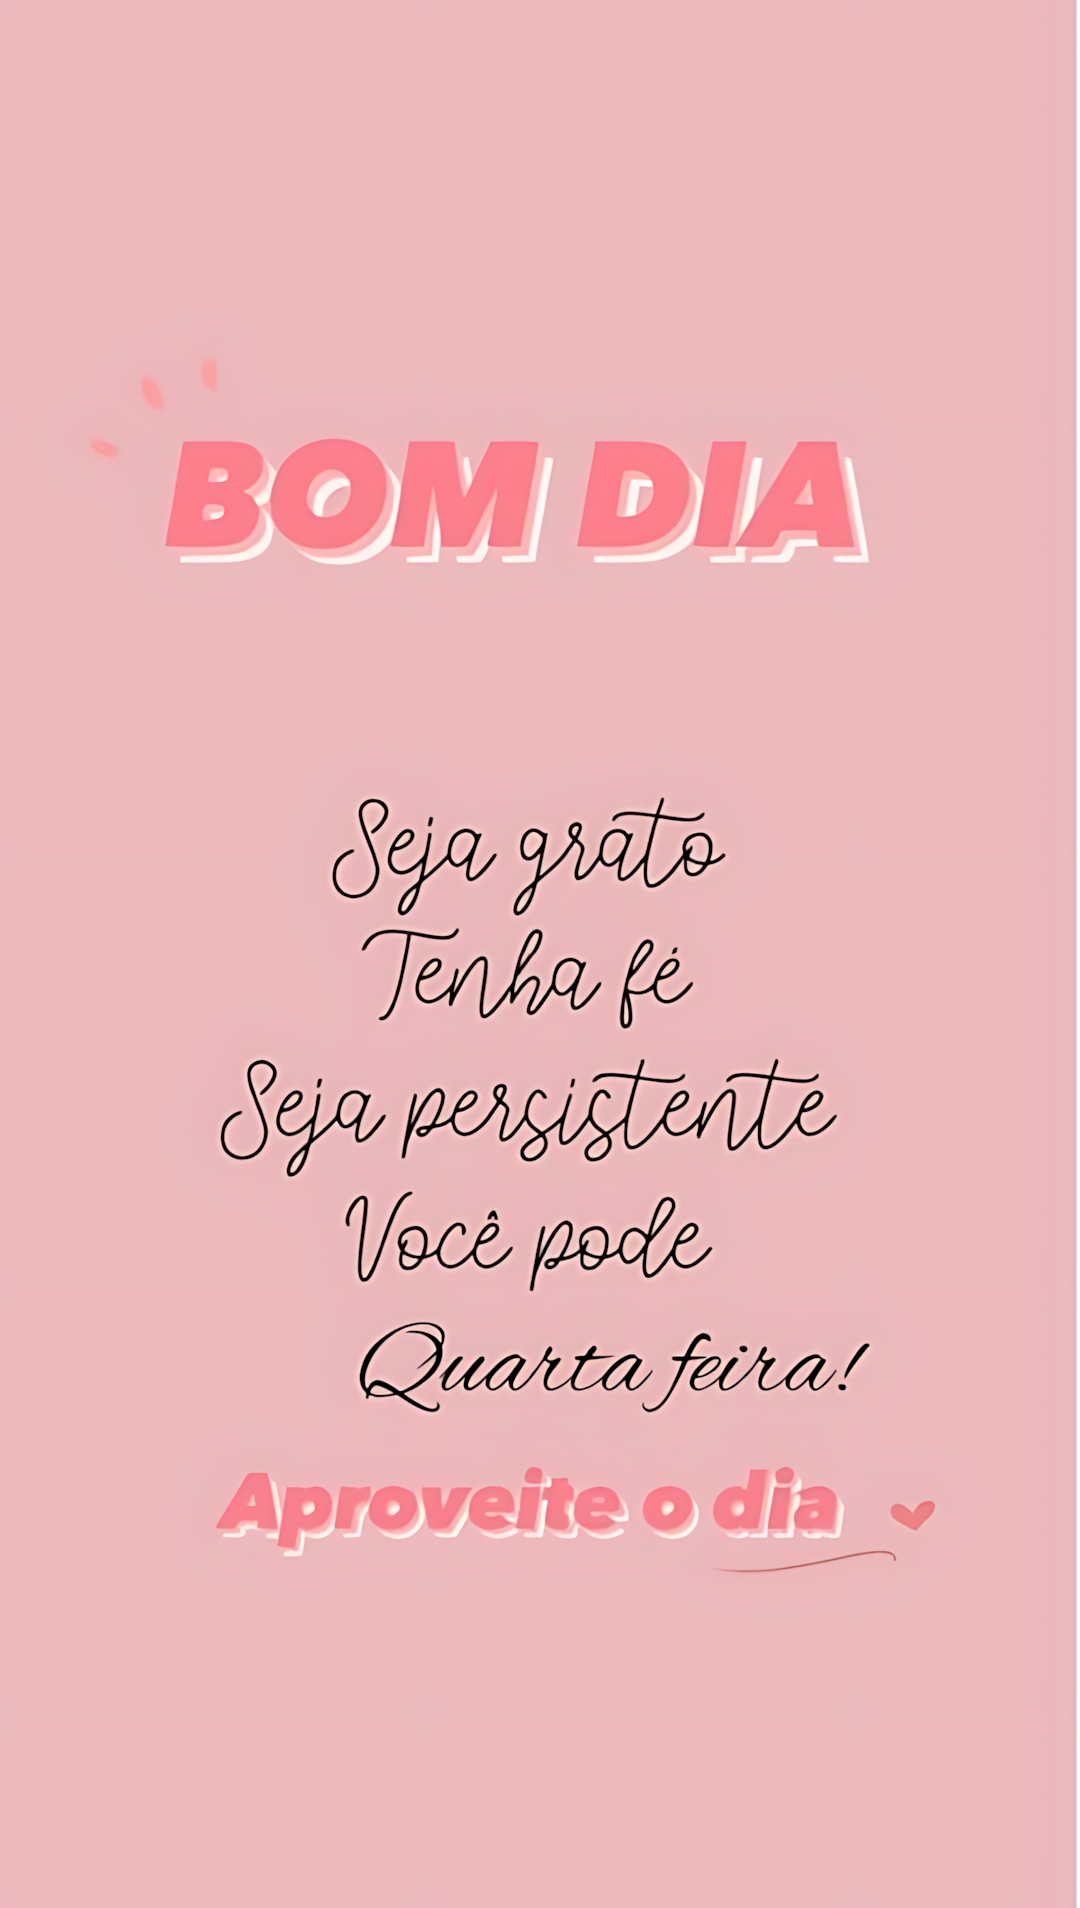 BOM DIA
Seja grato
Tenha fé
Seja persistente
Você pode
Quarta feira!
Aproveite o dia